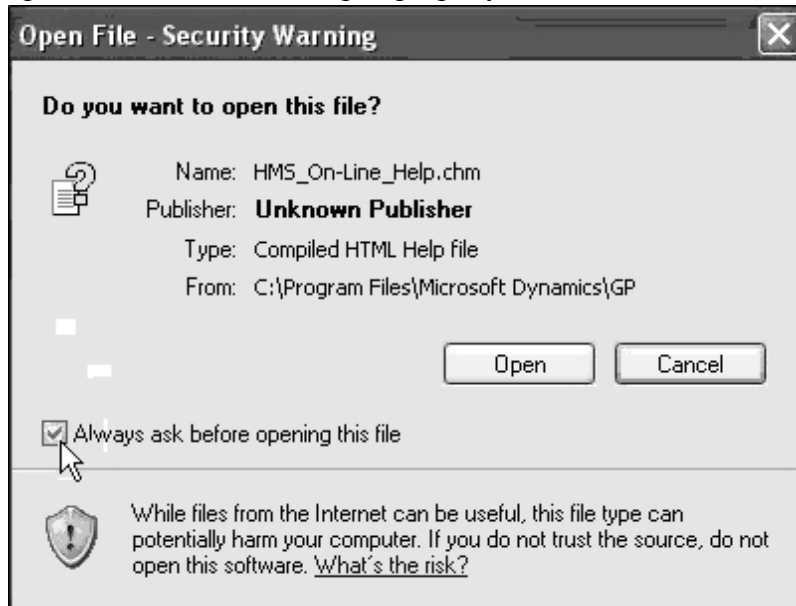 Open File - Security Warning
Do you want to open this file?
Name: HMS_On-Line_Help.chm
Publisher: Unknown Publisher
Type: Compiled HTML Help file
From: C:\Program Files\Microsoft Dynamics\GP
Open Cancel
Always ask before opening this file
While files from the Internet can be useful, this file type can
potentially harm your computer. If you do not trust the source, do not
open this software. What's the risk?